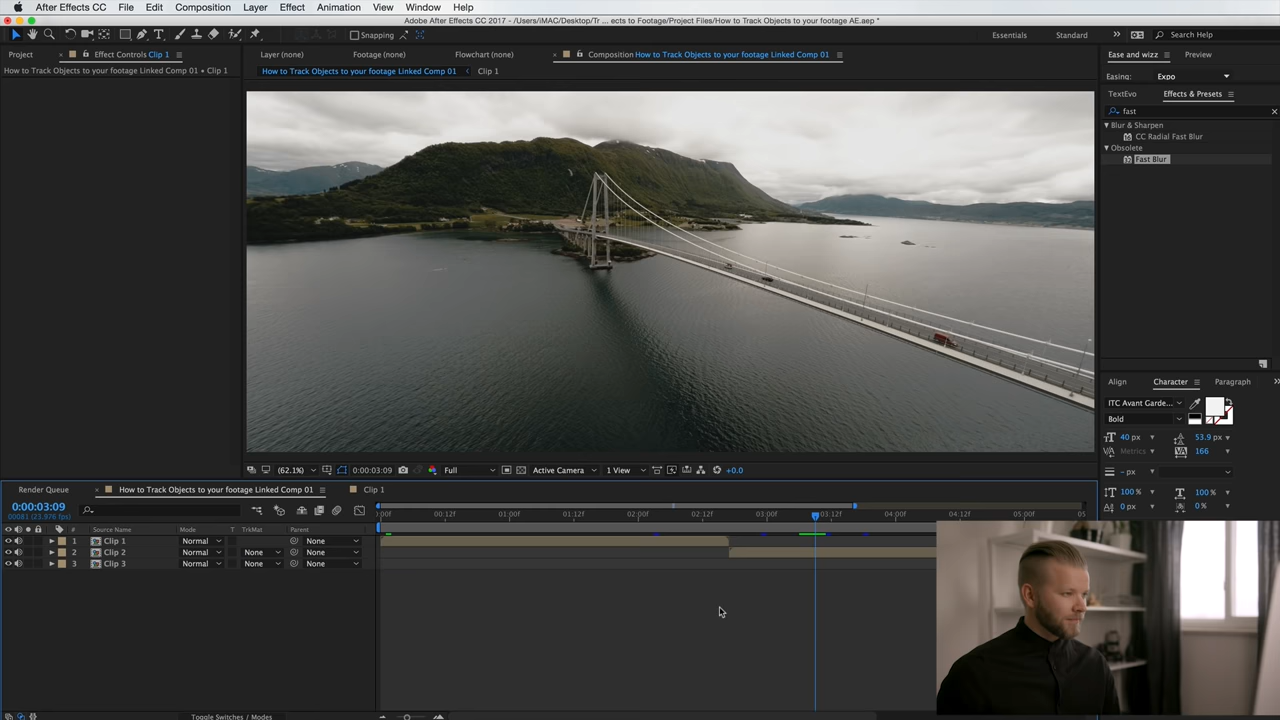 After Effects CC File Edit Composition Layer Effect Animation View Window Help
Adobe After Effects CC 2017 - /Users/iMAC/Desktop/Tr ... ects to Footage/Project Files/How to Track Objects to your footage AE.aep *
Snapping Essentials Standard Search Help
Project Effect Controls Clip 1 Layer (none) Footage (none) Flowchart (none) Composition How to Track Objects to your footage Linked Comp 01 Ease and wizz Preview
How to Track Objects to your footage Linked Comp 01 • Clip 1 How to Track Objects to your footage Linked Comp 01 Clip 1
Easing: Expo
TextEvo Effects & Presets
fast
Blur & Sharpen
CC Radial Fast Blur
Obsolete
Fast Blur
Align Character Paragraph
ITC Avant Garde...
Bold
40 px 53.9 px
Metrics 166
- px
100 % 100 %
0 px 0 %
(62.1%) 0:00:03:09 Full Active Camera 1 View +0.0
Render Queue How to Track Objects to your footage Linked Comp 01 Clip 1
0:00:03:09
00081 (23.976 fps)
:00f 00:12f 01:00f 01:12f 02:00f 02:12f 03:00f 03:12f 04:00f 04:12f 05:00f 05
# Source Name Mode T TrkMat Parent
1 Clip 1 Normal None
2 Clip 2 Normal None None
3 Clip 3 Normal None None
Toggle Switches / Modes